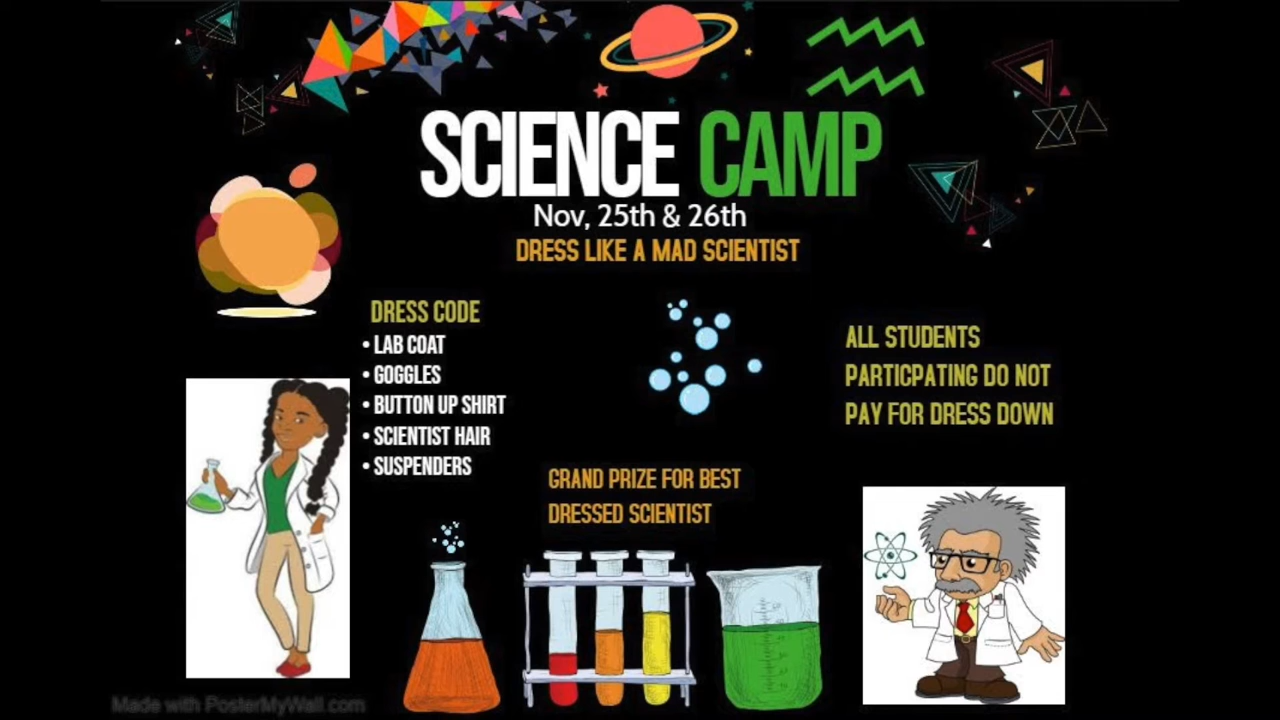 SCIENCE CAMP
Nov, 25th & 26th
DRESS LIKE A MAD SCIENTIST
DRESS CODE
• LAB COAT
• GOGGLES
• BUTTON UP SHIRT
• SCIENTIST HAIR
• SUSPENDERS
ALL STUDENTS
PARTICPATING DO NOT
PAY FOR DRESS DOWN
GRAND PRIZE FOR BEST
DRESSED SCIENTIST
Made with PosterMyWall.com